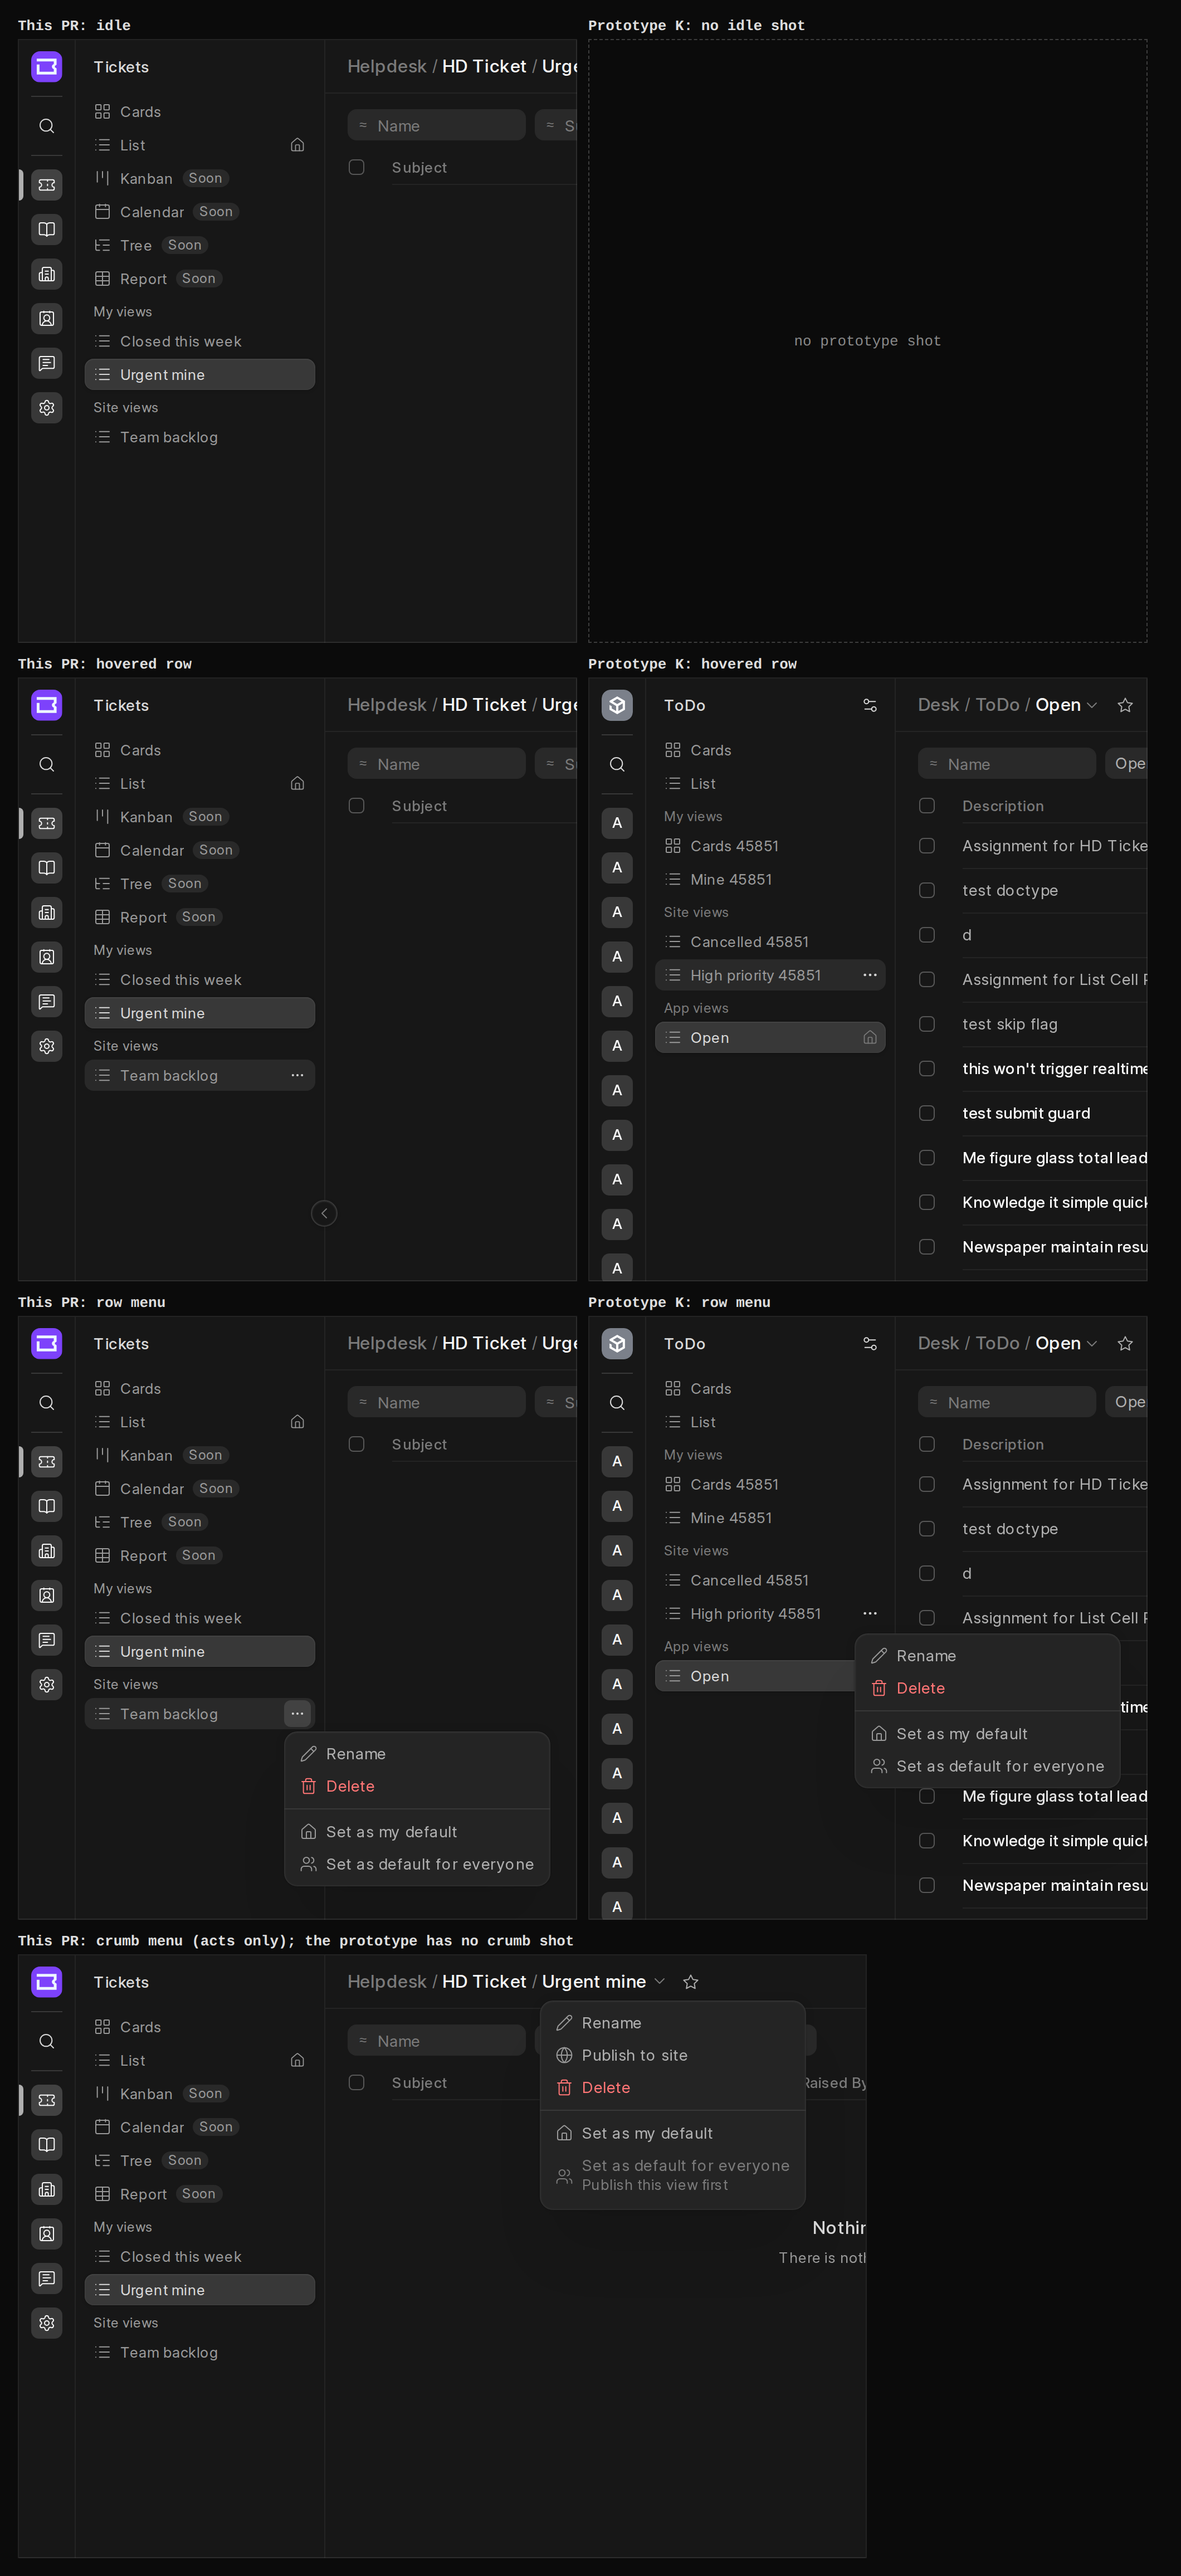 This PR: idle
Tickets
Cards
List
Kanban Soon
Calendar Soon
Tree Soon
Report Soon
My views
Closed this week
Urgent mine
Site views
Team backlog
Helpdesk / HD Ticket / Urge
≈ Name
≈ Su
Subject
Prototype K: no idle shot
no prototype shot
This PR: hovered row
Tickets
Cards
List
Kanban Soon
Calendar Soon
Tree Soon
Report Soon
My views
Closed this week
Urgent mine
Site views
Team backlog
Helpdesk / HD Ticket / Urge
≈ Name
≈ Su
Subject
Prototype K: hovered row
A
A
A
A
A
A
A
A
A
A
A
ToDo
Cards
List
My views
Cards 45851
Mine 45851
Site views
Cancelled 45851
High priority 45851
App views
Open
Desk / ToDo / Open
≈ Name
Ope
Description
Assignment for HD Ticke
test doctype
d
Assignment for List Cell P
test skip flag
this won't trigger realtime
test submit guard
Me figure glass total lead
Knowledge it simple quick
Newspaper maintain resu
This PR: row menu
Tickets
Cards
List
Kanban Soon
Calendar Soon
Tree Soon
Report Soon
My views
Closed this week
Urgent mine
Site views
Team backlog
Helpdesk / HD Ticket / Urge
≈ Name
≈ Su
Subject
Rename
Delete
Set as my default
Set as default for everyone
Prototype K: row menu
A
A
A
A
A
A
A
A
A
A
A
ToDo
Cards
List
My views
Cards 45851
Mine 45851
Site views
Cancelled 45851
High priority 45851
App views
Open
Desk / ToDo / Open
≈ Name
Ope
Description
Assignment for HD Ticke
test doctype
d
Assignment for List Cell P
Rename
Delete
Set as my default
Set as default for everyone
time
Me figure glass total lead
Knowledge it simple quick
Newspaper maintain resu
This PR: crumb menu (acts only); the prototype has no crumb shot
Tickets
Cards
List
Kanban Soon
Calendar Soon
Tree Soon
Report Soon
My views
Closed this week
Urgent mine
Site views
Team backlog
Helpdesk / HD Ticket / Urgent mine
≈ Name
Subject
Raised By
Rename
Publish to site
Delete
Set as my default
Set as default for everyone
Publish this view first
Nothin
There is noth